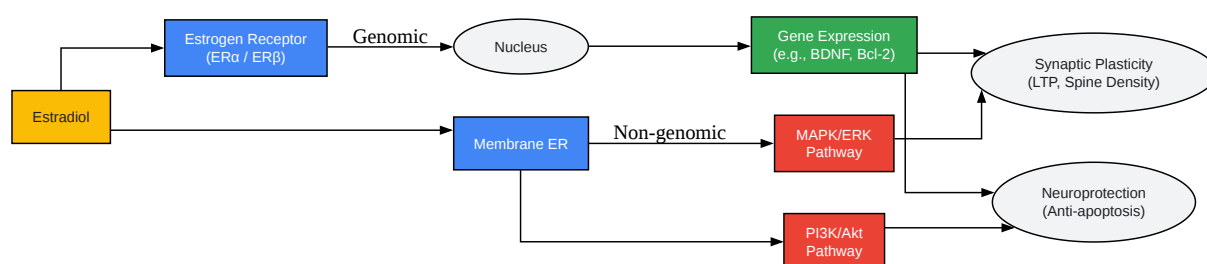 Estradiol
Estrogen Receptor
(ERα / ERβ)
Genomic
Nucleus
Gene Expression
(e.g., BDNF, Bcl-2)
Synaptic Plasticity
(LTP, Spine Density)
Membrane ER
Non-genomic
MAPK/ERK
Pathway
Neuroprotection
(Anti-apoptosis)
PI3K/Akt
Pathway